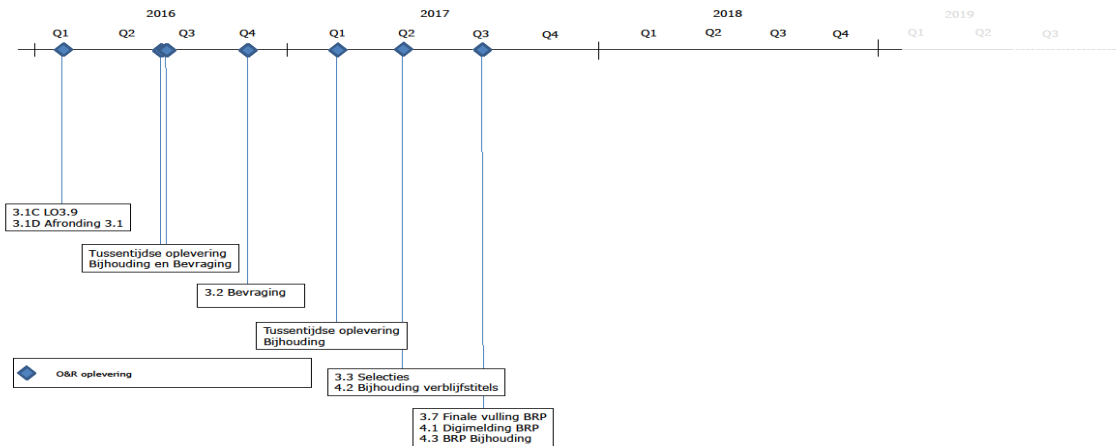 2016 2017 2018 2019
Q1 Q2 Q3 Q4 Q1 Q2 Q3 Q4 Q1 Q2 Q3 Q4 Q1 Q2 Q3
3.1C LO3.9
3.1D Afronding 3.1
Tussentijdse oplevering
Bijhouding en Bevraging
3.2 Bevraging
Tussentijdse oplevering
Bijhouding
O&R oplevering
3.3 Selecties
4.2 Bijhouding verblijfstitels
3.7 Finale vulling BRP
4.1 Digimelding BRP
4.3 BRP Bijhouding